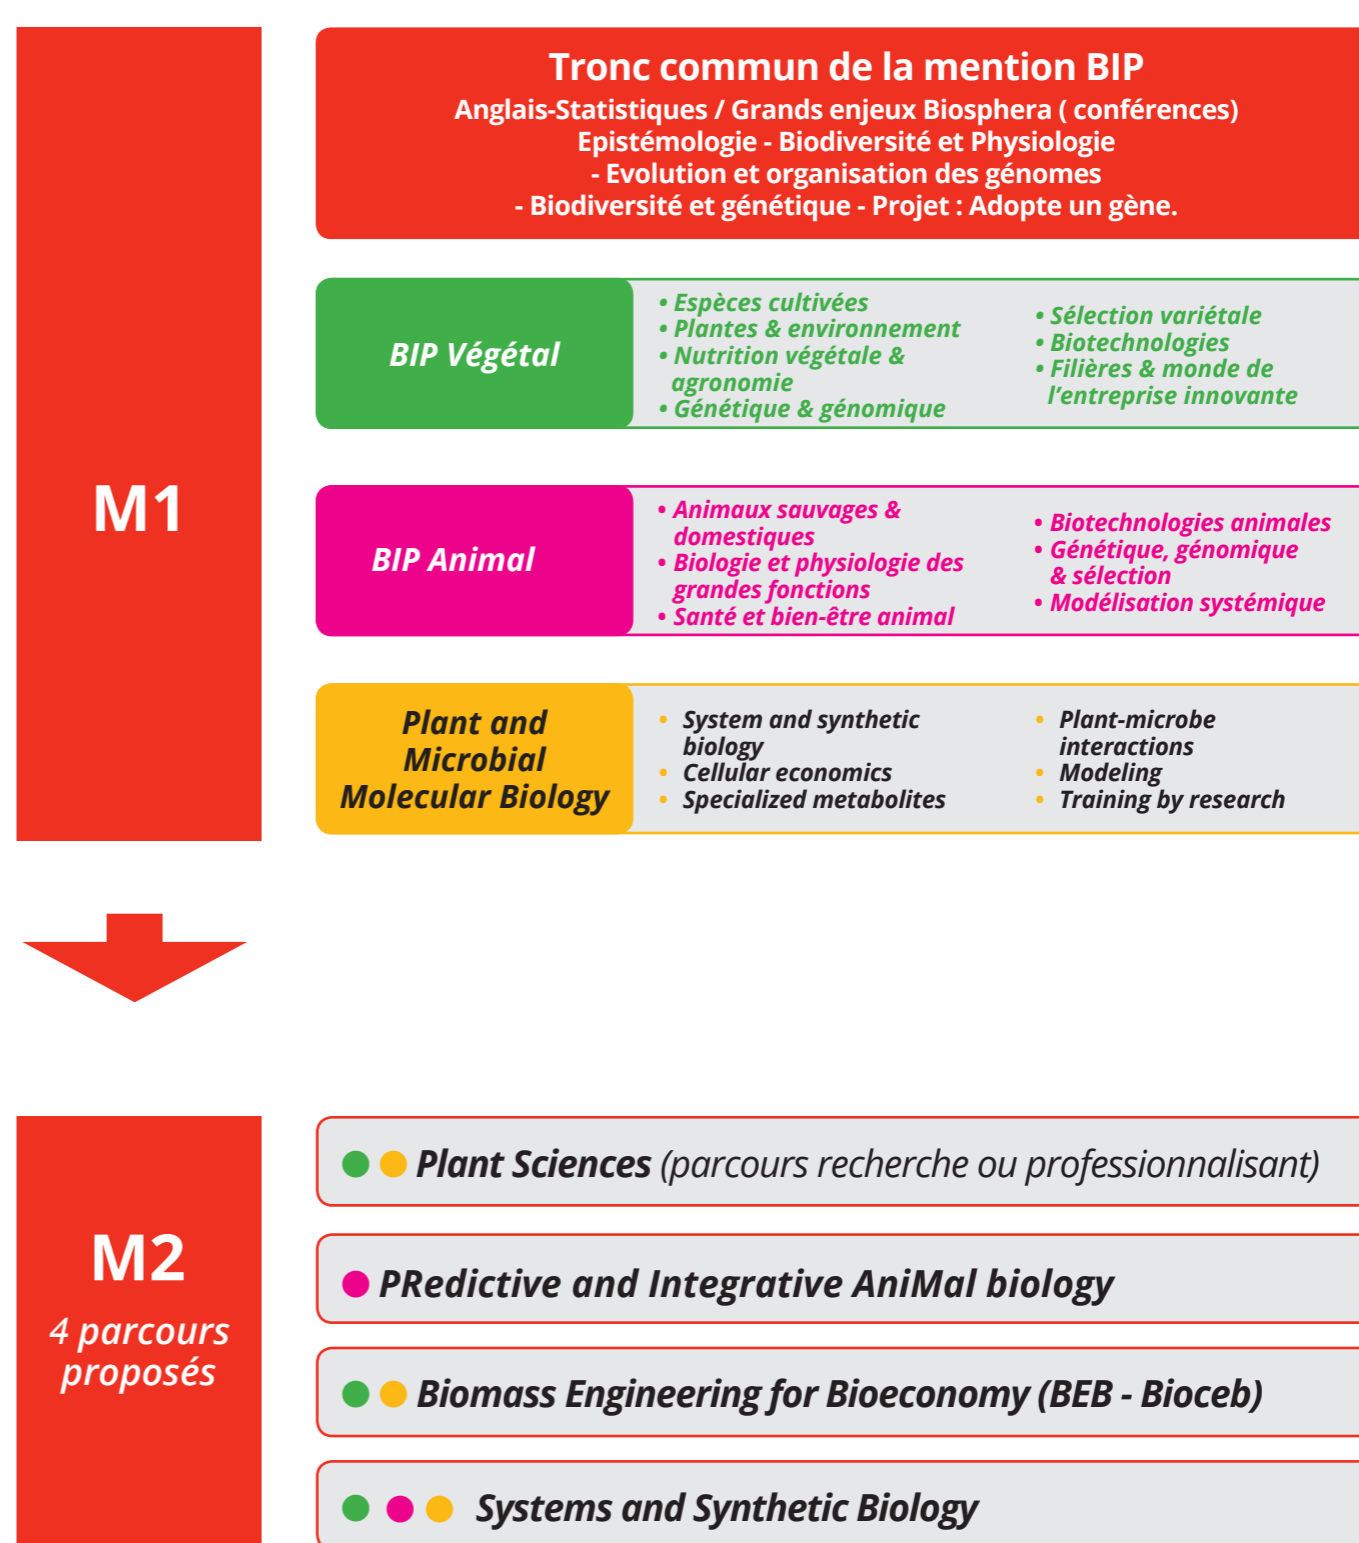 M1
Tronc commun de la mention BIP
Anglais-Statistiques / Grands enjeux Biosphera ( conférences)
Epistémologie - Biodiversité et Physiologie
- Evolution et organisation des génomes
- Biodiversité et génétique - Projet : Adopte un gène.
BIP Végétal
• Espèces cultivées
• Plantes & environnement
• Nutrition végétale &
agronomie
• Génétique & génomique
• Sélection variétale
• Biotechnologies
• Filières & monde de
l’entreprise innovante
BIP Animal
• Animaux sauvages &
domestiques
• Biologie et physiologie des
grandes fonctions
• Santé et bien-être animal
• Biotechnologies animales
• Génétique, génomique
& sélection
• Modélisation systémique
Plant and
Microbial
Molecular Biology
• System and synthetic
biology
• Cellular economics
• Specialized metabolites
• Plant-microbe
interactions
• Modeling
• Training by research
M2
4 parcours
proposés
Plant Sciences (parcours recherche ou professionnalisant)
PRedictive and Integrative AniMal biology
Biomass Engineering for Bioeconomy (BEB - Bioceb)
Systems and Synthetic Biology